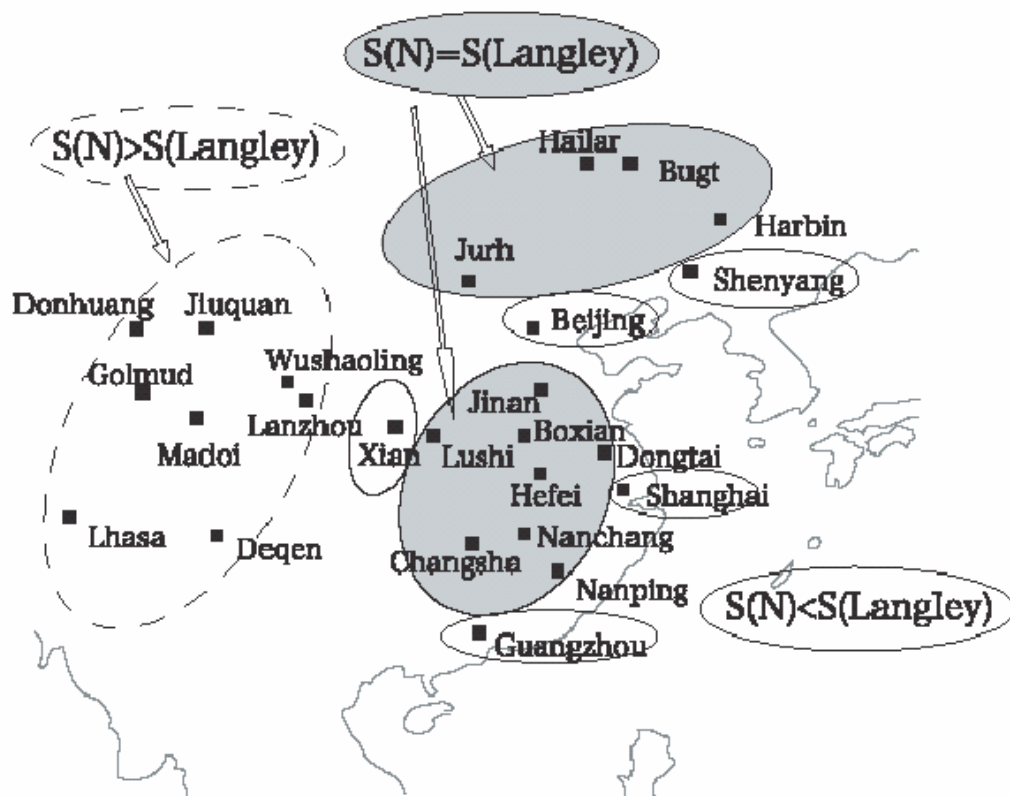 S(N)=S(Langley)
S(N)>S(Langley)
Hailar
Bugt
Harbin
Jurh
Shenyang
Donhuang
Jiuquan
Beijing
Wushaoling
Golmud
Jinan
Lanzhou
Madoi
Xian
Lushi
Boxian
Dongtai
Hefei
Shanghai
Lhasa
Deqen
Nanchang
Changsha
Nanping
S(N)<S(Langley)
Guangzhou